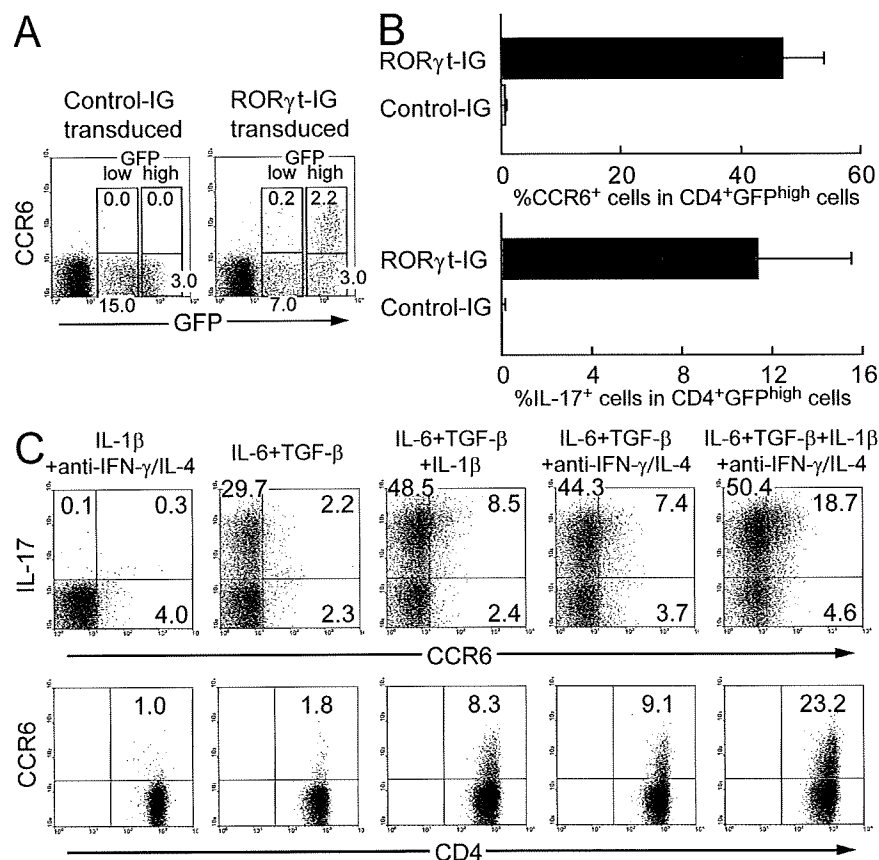 A
Control-IG
transduced
RORγt-IG
transduced
GFP
low high
GFP
low high
0.0 0.0
0.2 2.2
CCR6
3.0
3.0
15.0
7.0
GFP
B
RORγt-IG
Control-IG
0 20 40 60
%CCR6+ cells in CD4+GFPhigh cells
RORγt-IG
Control-IG
0 4 8 12 16
%IL-17+ cells in CD4+GFPhigh cells
C
IL-1β
+anti-IFN-γ/IL-4
IL-6+TGF-β
IL-6+TGF-β
+IL-1β
IL-6+TGF-β
+anti-IFN-γ/IL-4
IL-6+TGF-β+IL-1β
+anti-IFN-γ/IL-4
0.1 0.3
29.7 2.2
48.5 8.5
44.3 7.4
50.4 18.7
IL-17
4.0
2.3
2.4
3.7
4.6
CCR6
1.0
1.8
8.3
9.1
23.2
CCR6
CD4